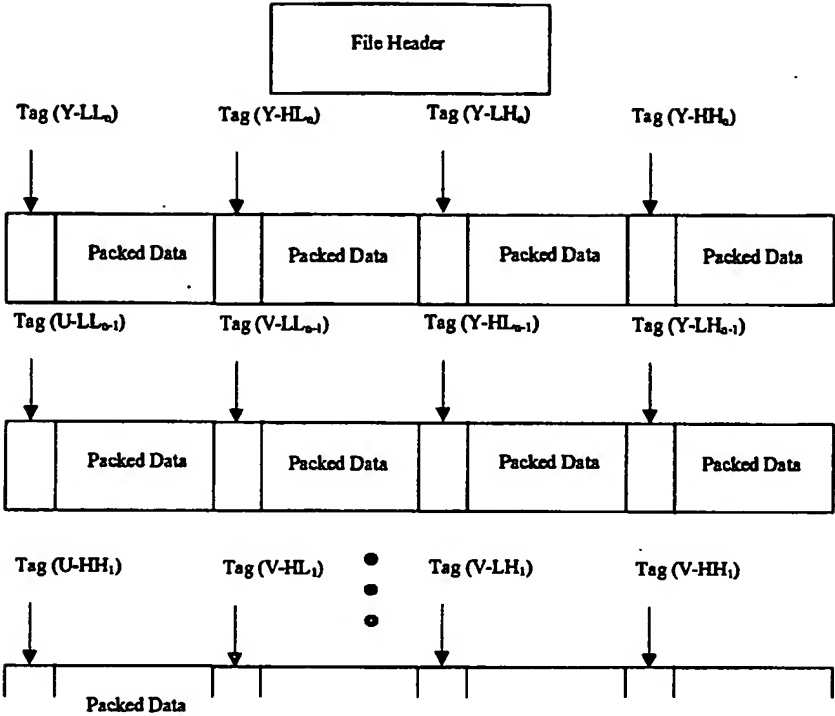 File Header
Tag (Y-LLₙ) Tag (Y-HLₙ) Tag (Y-LHₙ) Tag (Y-HHₙ)
Packed Data Packed Data Packed Data Packed Data
Tag (U-LLₙ₋₁) Tag (V-LLₙ₋₁) Tag (Y-HLₙ₋₁) Tag (Y-LHₙ₋₁)
Packed Data Packed Data Packed Data Packed Data
Tag (U-HH₁) Tag (V-HL₁) Tag (V-LH₁) Tag (V-HH₁)
Packed Data